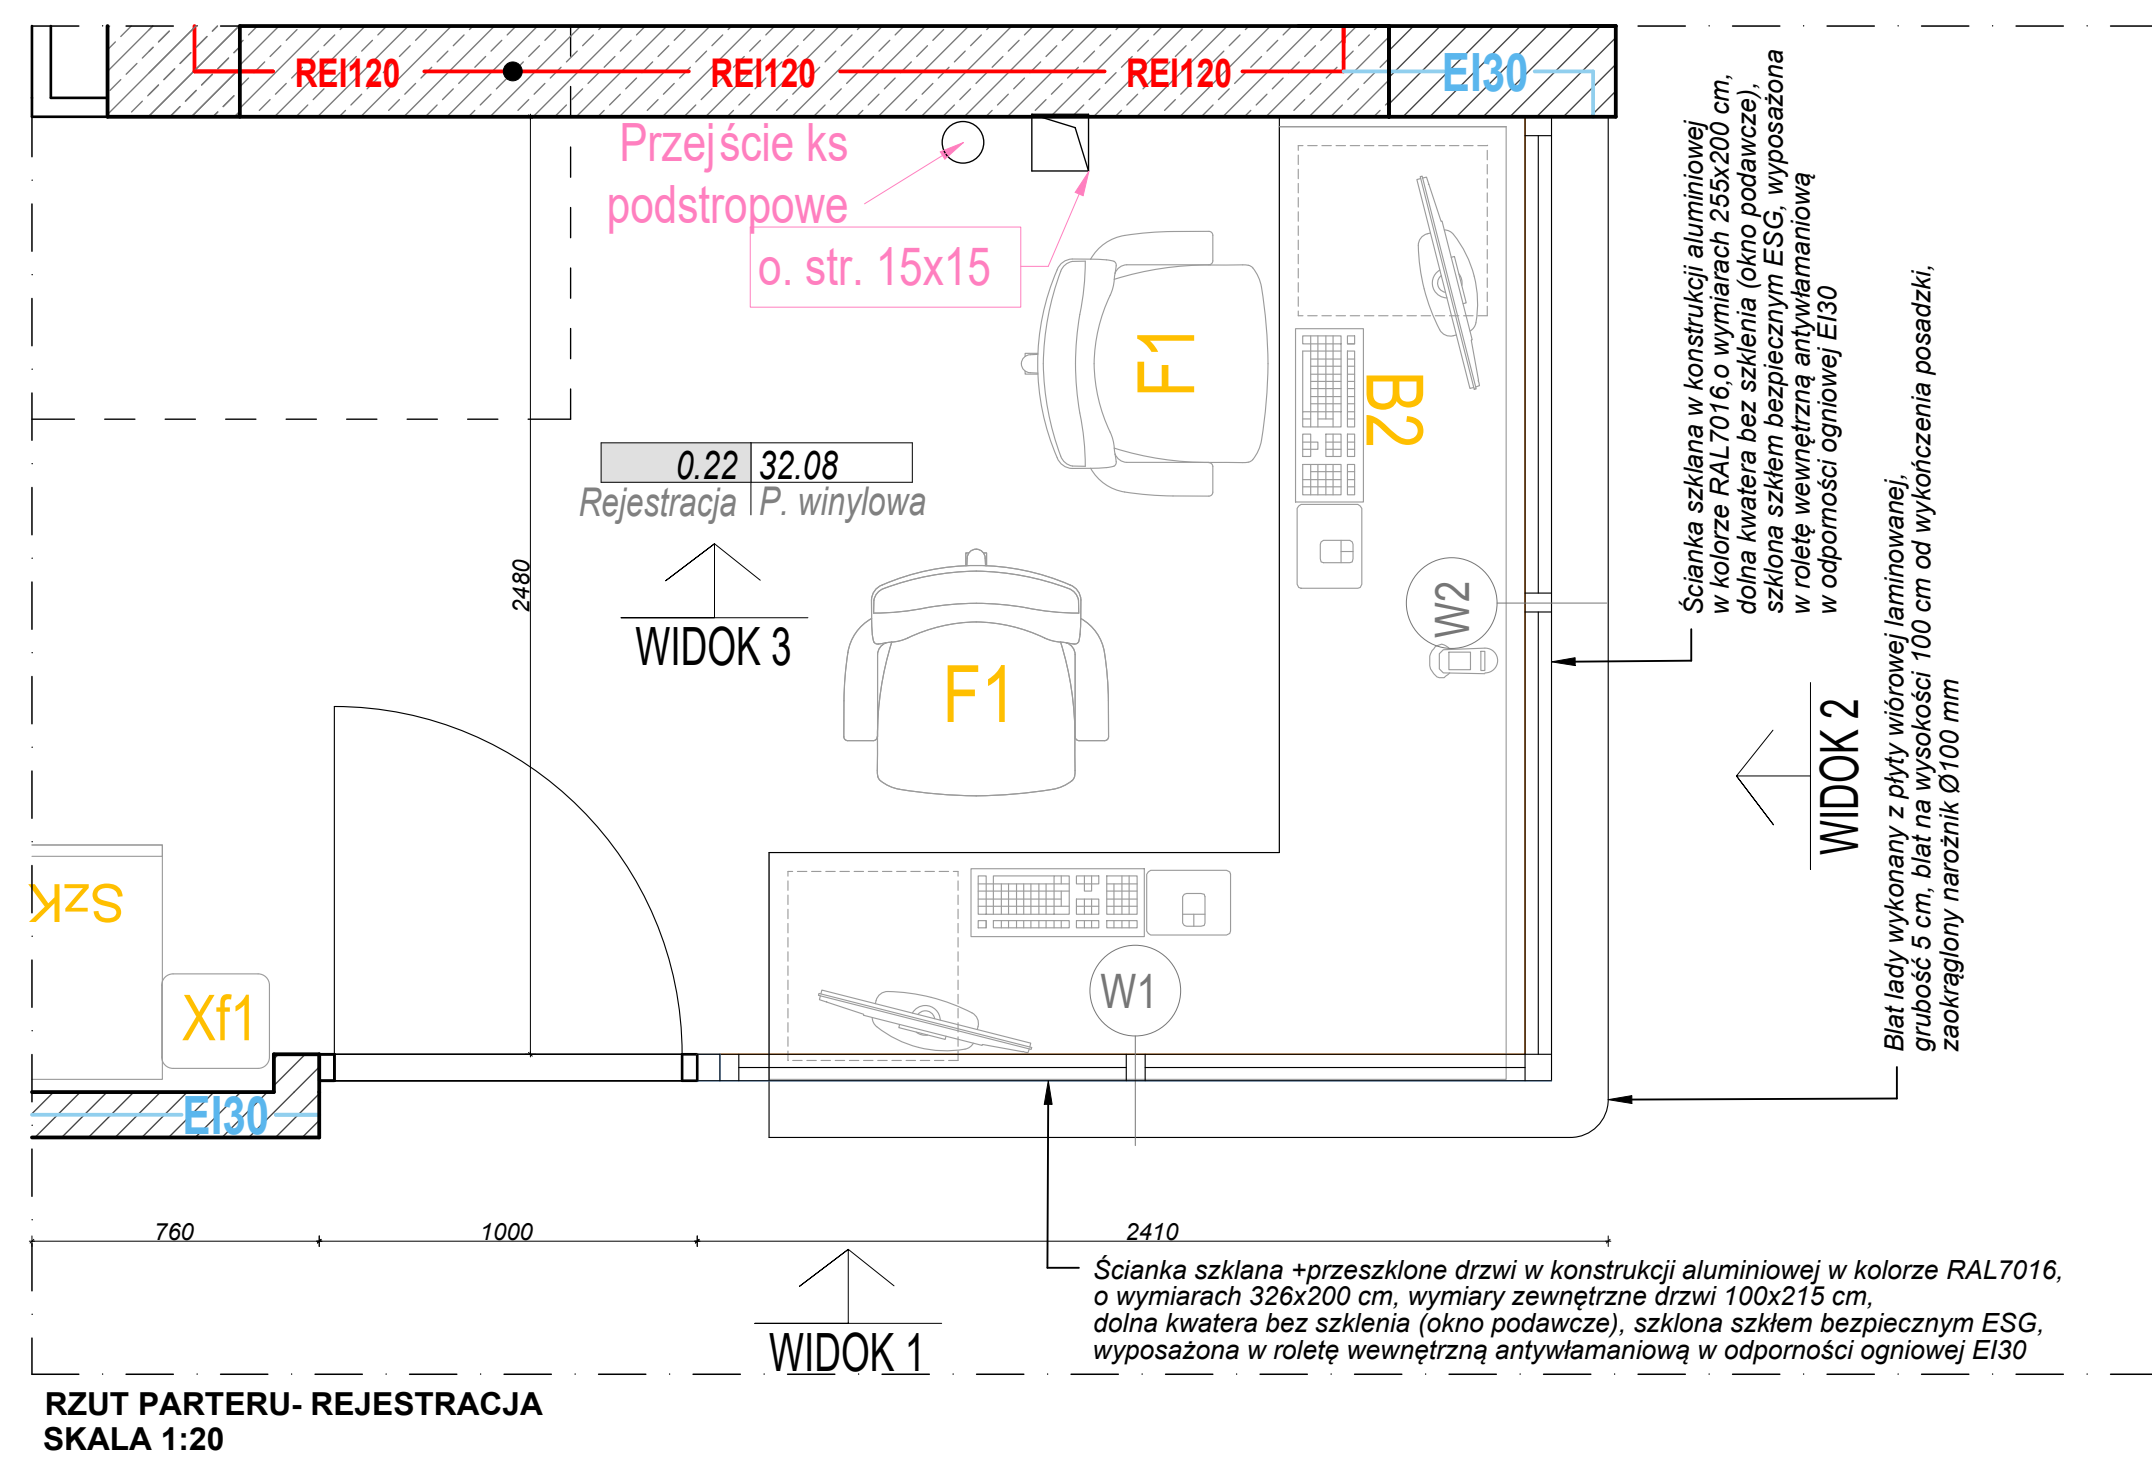 REI120
REI120
REI120
EI30
Przejście ks
podstropowe
o. str. 15x15
F1
B2
0.22 32.08
Rejestracja P. winylowa
2480
WIDOK 3
W2
F1
SzK
Xf1
W1
EI30
Ścianka szklana w konstrukcji aluminiowej
w kolorze RAL7016,o wymiarach 255x200 cm,
dolna kwatera bez szklenia (okno podawcze),
szklona szkłem bezpiecznym ESG, wyposażona
w roletę wewnętrzną antywłamaniową
w odporności ogniowej EI30
WIDOK 2
Blat lady wykonany z płyty wiórowej laminowanej,
grubość 5 cm, blat na wysokości 100 cm od wykończenia posadzki,
zaokrąglony narożnik Ø100 mm
760
1000
2410
WIDOK 1
Ścianka szklana +przeszklone drzwi w konstrukcji aluminiowej w kolorze RAL7016,
o wymiarach 326x200 cm, wymiary zewnętrzne drzwi 100x215 cm,
dolna kwatera bez szklenia (okno podawcze), szklona szkłem bezpiecznym ESG,
wyposażona w roletę wewnętrzną antywłamaniową w odporności ogniowej EI30
RZUT PARTERU- REJESTRACJA
SKALA 1:20